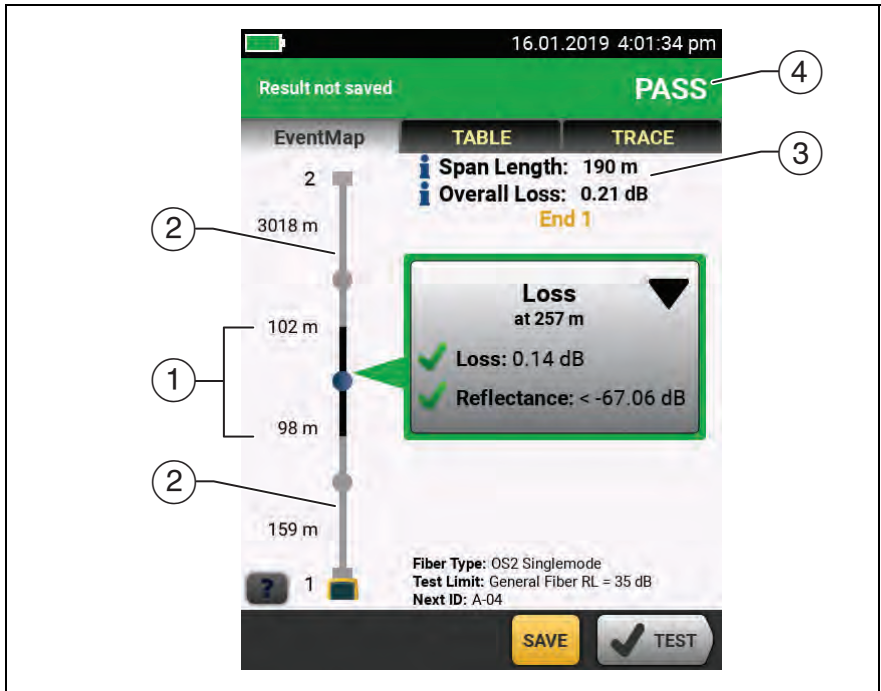 16.01.2019 4:01:34 pm
Result not saved
PASS
4
EventMap
TABLE
TRACE
3
2
Span Length: 190 m
Overall Loss: 0.21 dB
End 1
2
3018 m
Loss
at 257 m
102 m
Loss: 0.14 dB
1
Reflectance: < -67.06 dB
98 m
2
159 m
Fiber Type: OS2 Singlemode
Test Limit: General Fiber RL = 35 dB
Next ID: A-04
?
1
SAVE
TEST